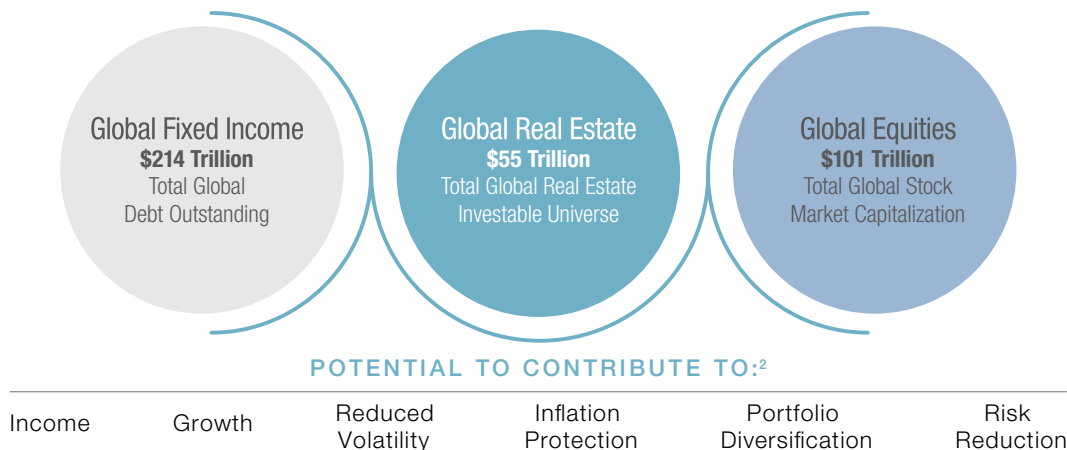 Global Fixed Income
$214 Trillion
Total Global
Debt Outstanding
Global Real Estate
$55 Trillion
Total Global Real Estate
Investable Universe
Global Equities
$101 Trillion
Total Global Stock
Market Capitalization
POTENTIAL TO CONTRIBUTE TO:²
Income
Growth
Reduced
Volatility
Inflation
Protection
Portfolio
Diversification
Risk
Reduction